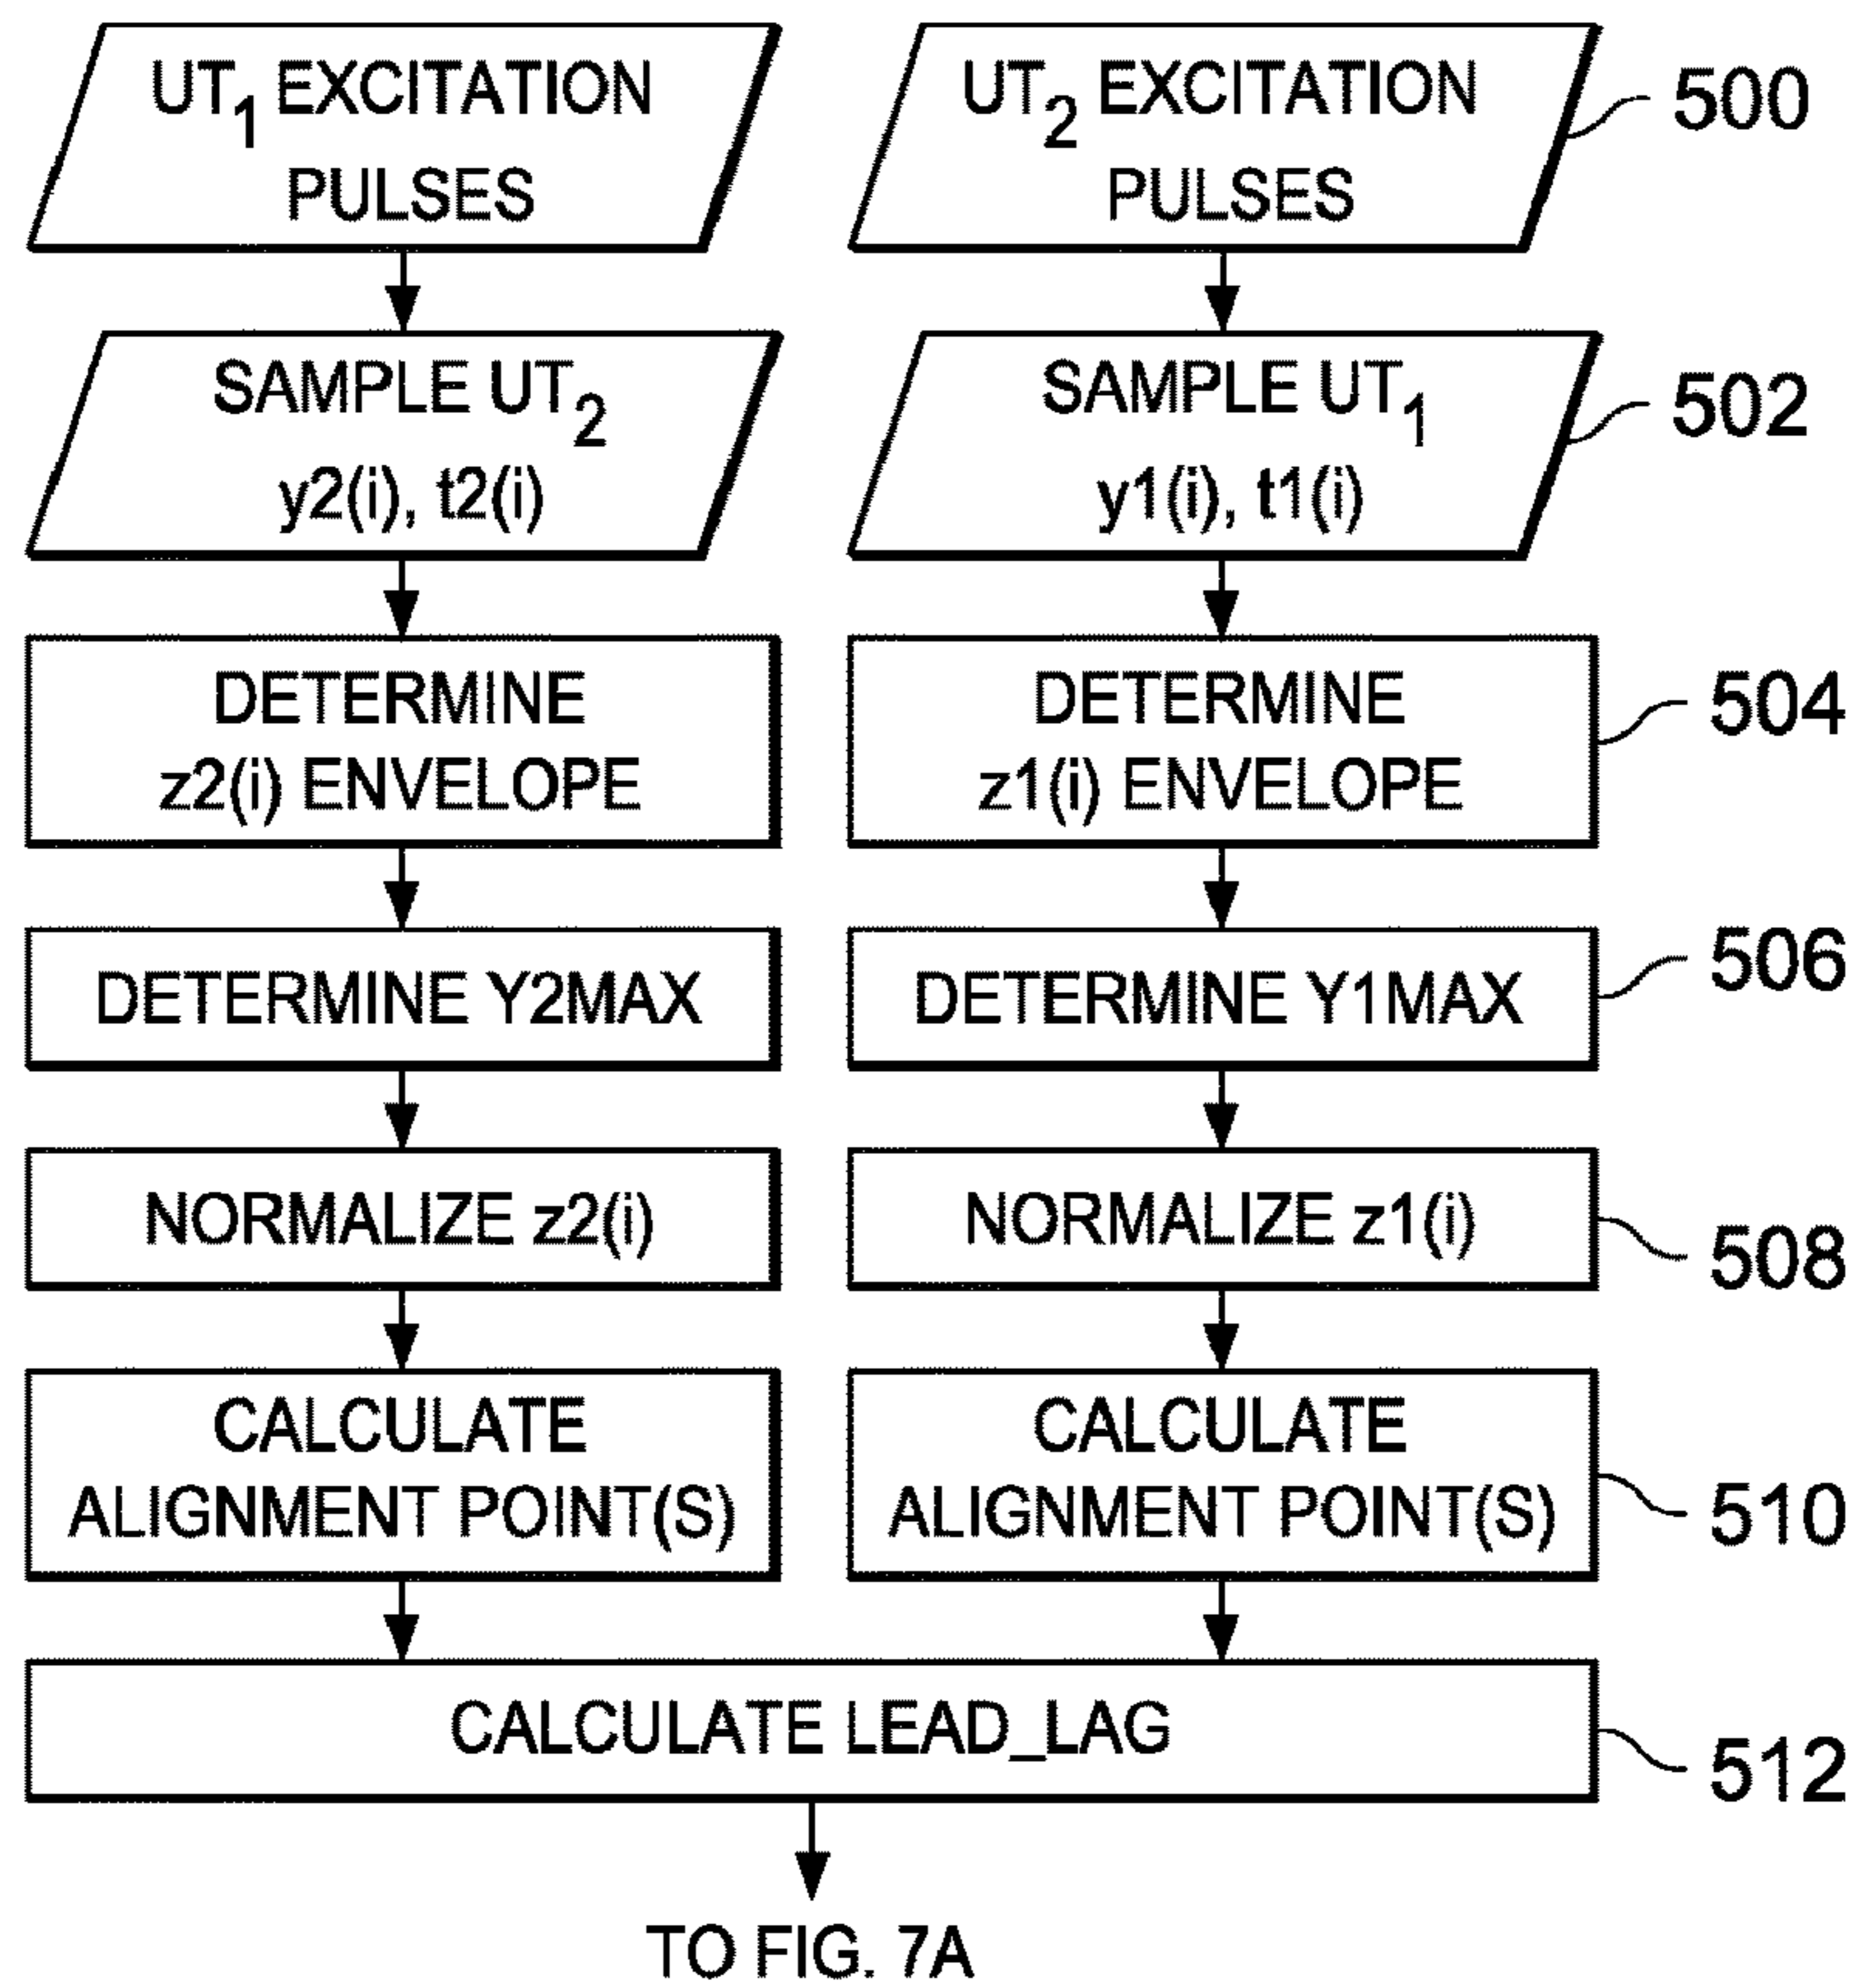 UT1 EXCITATION
PULSES
UT2 EXCITATION
PULSES
500
SAMPLE UT2
y2(i), t2(i)
SAMPLE UT1
y1(i), t1(i)
502
DETERMINE
z2(i) ENVELOPE
DETERMINE
z1(i) ENVELOPE
504
DETERMINE Y2MAX
DETERMINE Y1MAX
506
NORMALIZE z2(i)
NORMALIZE z1(i)
508
CALCULATE
ALIGNMENT POINT(S)
CALCULATE
ALIGNMENT POINT(S)
510
CALCULATE LEAD_LAG
512
TO FIG. 7A